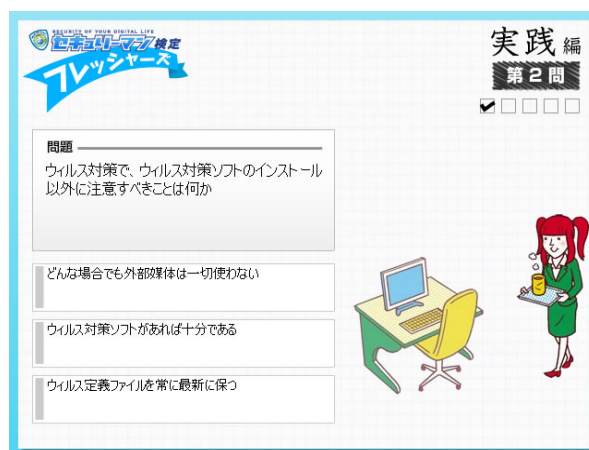 SECURITY OF YOUR DIGITAL LIFE
セキュリーマン検定
フレッシャーズ
実践編
第2問
問題
ウィルス対策で、ウィルス対策ソフトのインストール
以外に注意すべきことは何か
どんな場合でも外部媒体は一切使わない
ウィルス対策ソフトがあれば十分である
ウィルス定義ファイルを常に最新に保つ